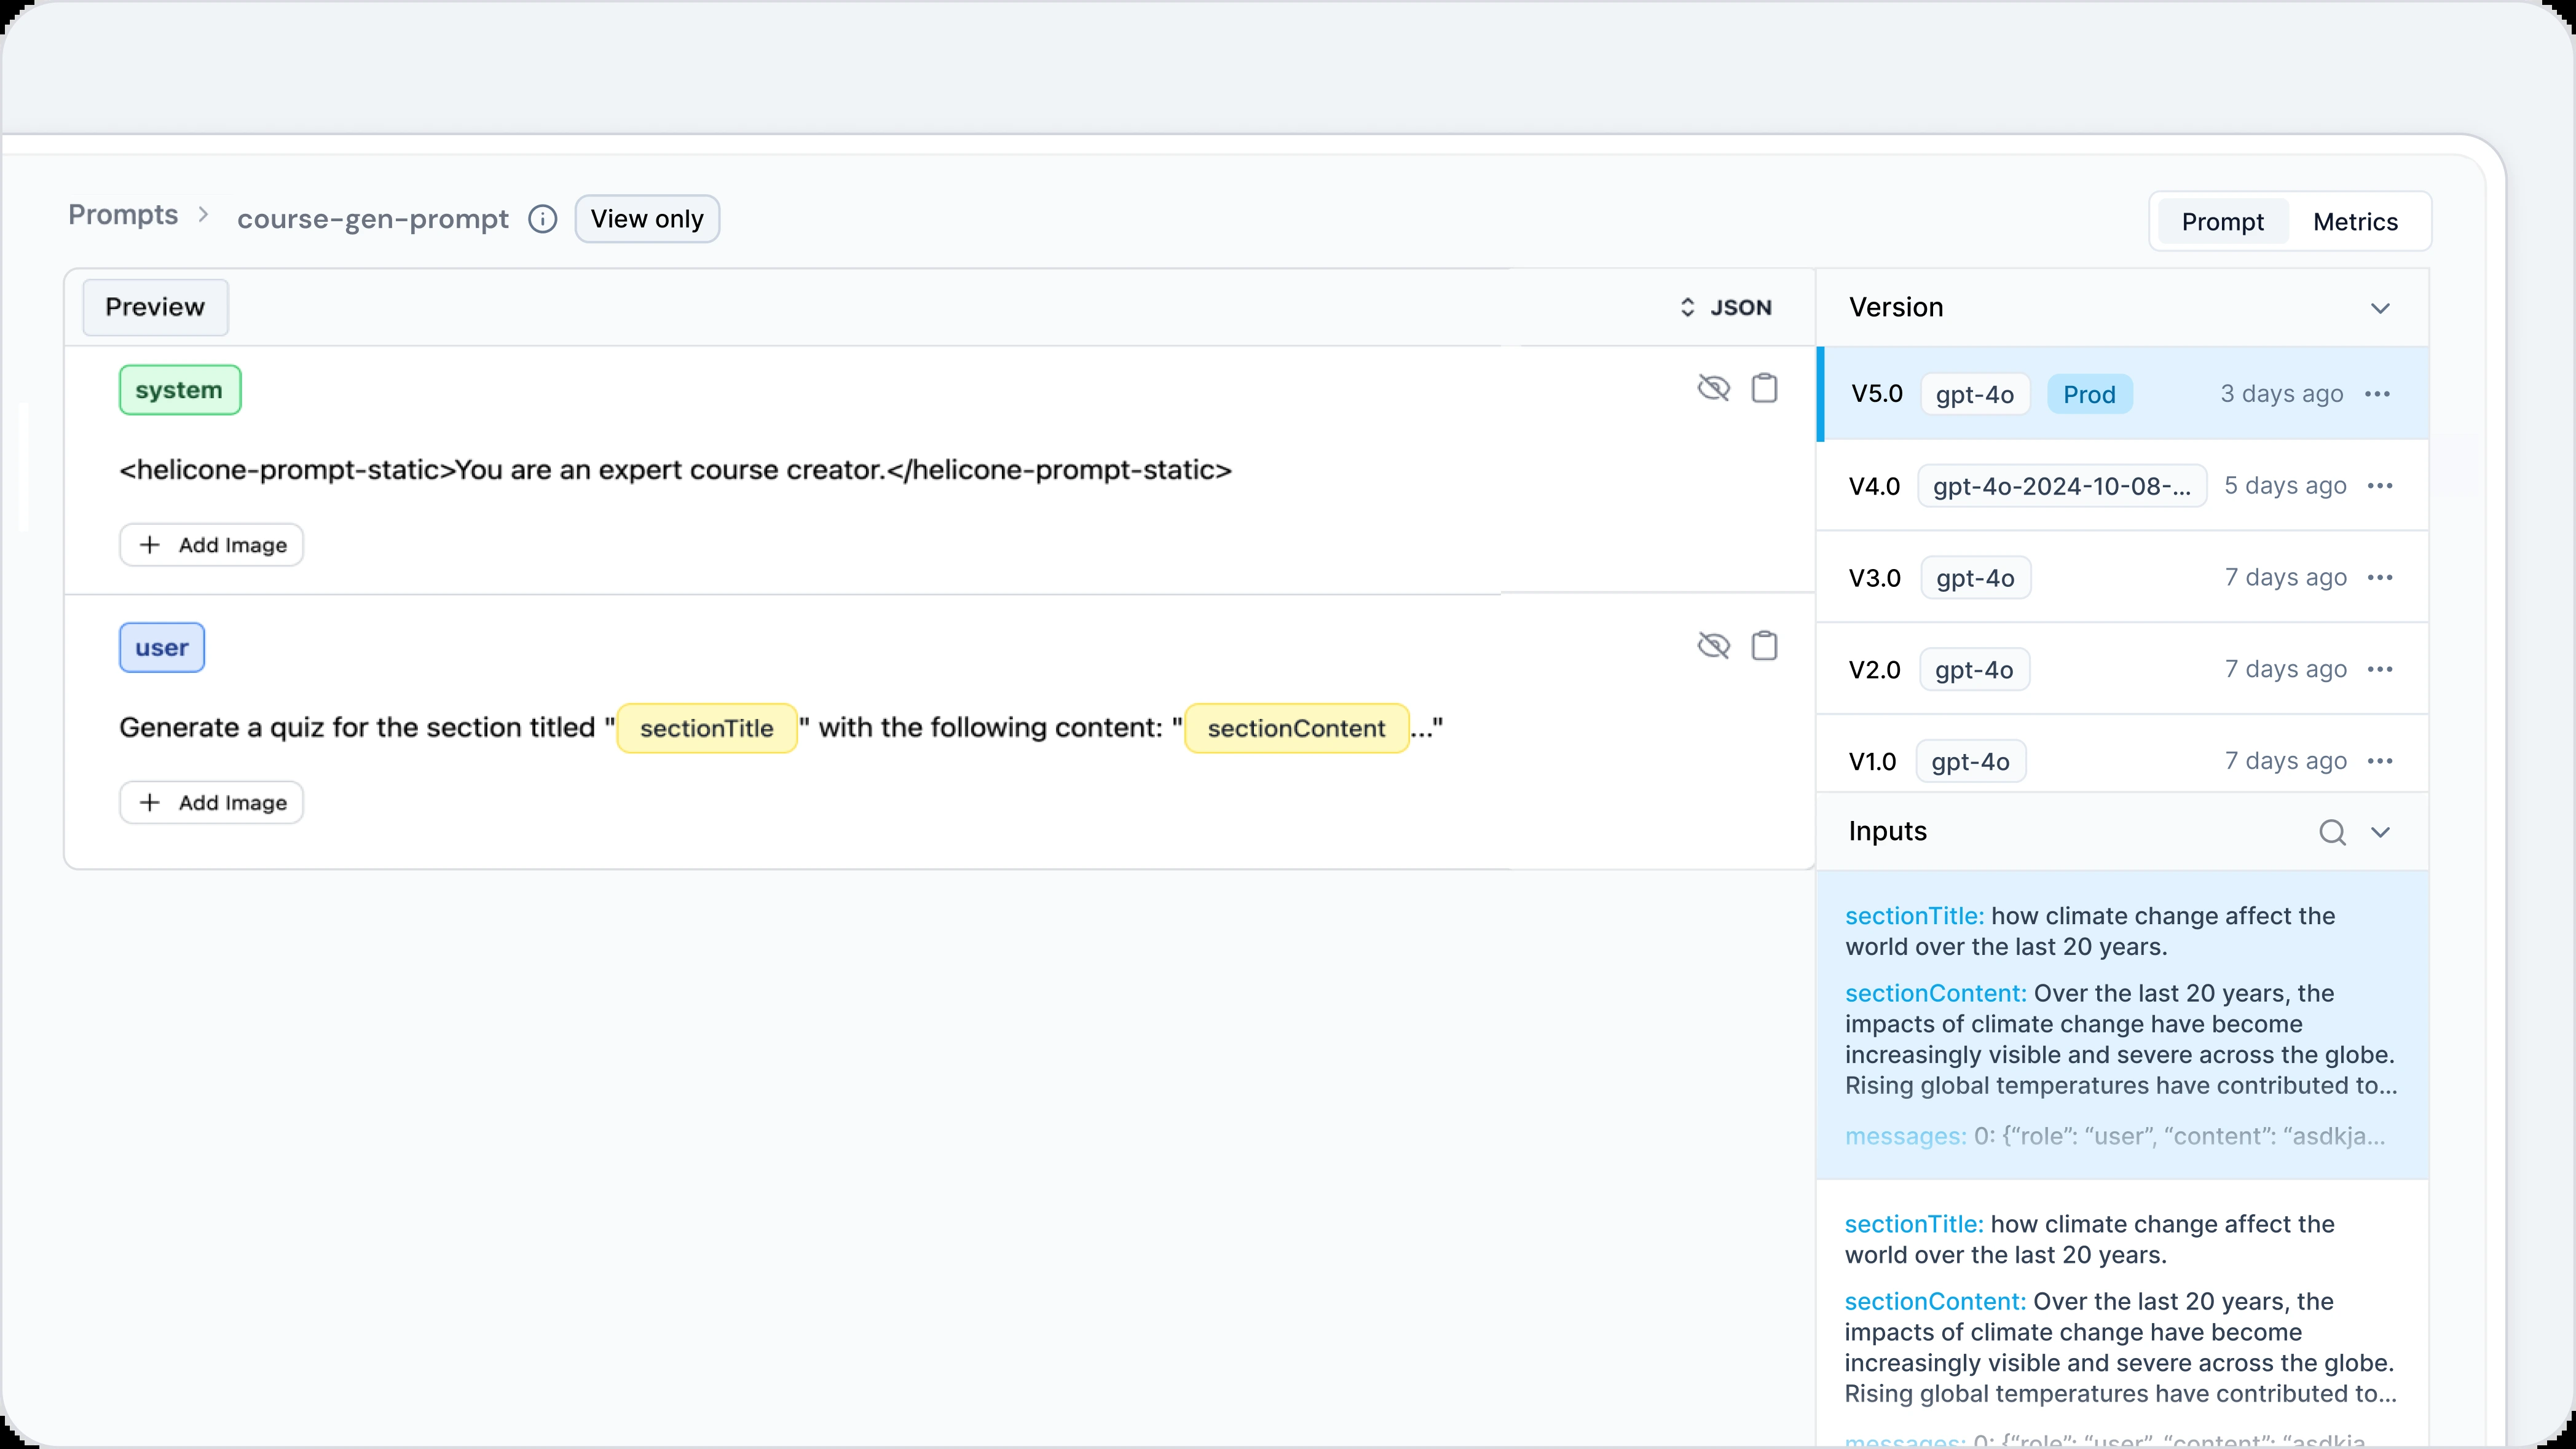 Prompts > course-gen-prompt View only
Prompt Metrics
Preview
JSON
system
<helicone-prompt-static>You are an expert course creator.</helicone-prompt-static>
+ Add Image
user
Generate a quiz for the section titled "sectionTitle" with the following content: "sectionContent..."
+ Add Image
Version
V5.0 gpt-4o Prod 3 days ago
V4.0 gpt-4o-2024-10-08-... 5 days ago
V3.0 gpt-4o 7 days ago
V2.0 gpt-4o 7 days ago
V1.0 gpt-4o 7 days ago
Inputs
sectionTitle: how climate change affect the
world over the last 20 years.
sectionContent: Over the last 20 years, the
impacts of climate change have become
increasingly visible and severe across the globe.
Rising global temperatures have contributed to...
messages: 0: {“role”: “user”, “content”: “asdkja...
sectionTitle: how climate change affect the
world over the last 20 years.
sectionContent: Over the last 20 years, the
impacts of climate change have become
increasingly visible and severe across the globe.
Rising global temperatures have contributed to...
messages: 0: {“role”: “user”, “content”: “asdkja